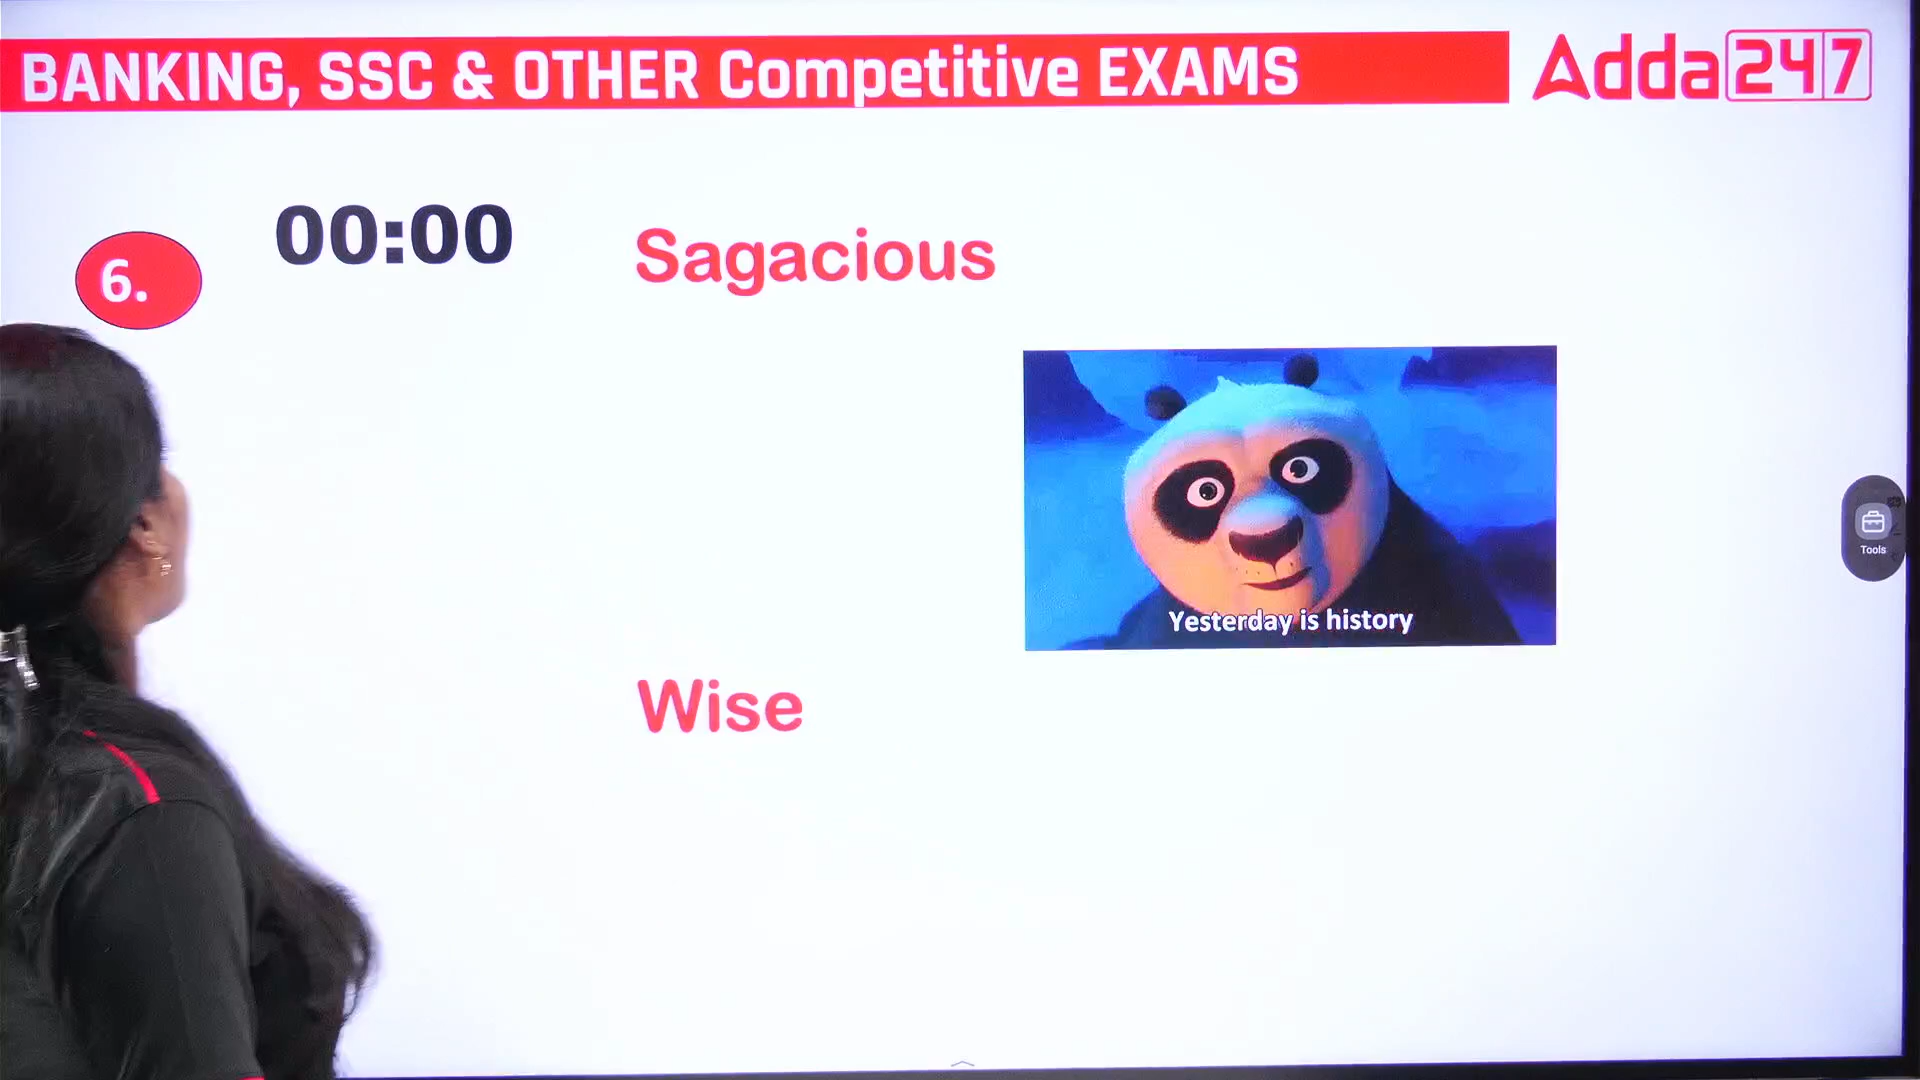 BANKING, SSC & OTHER Competitive EXAMS
Adda247
00:00
6.
Sagacious
Yesterday is history
Tools
Wise